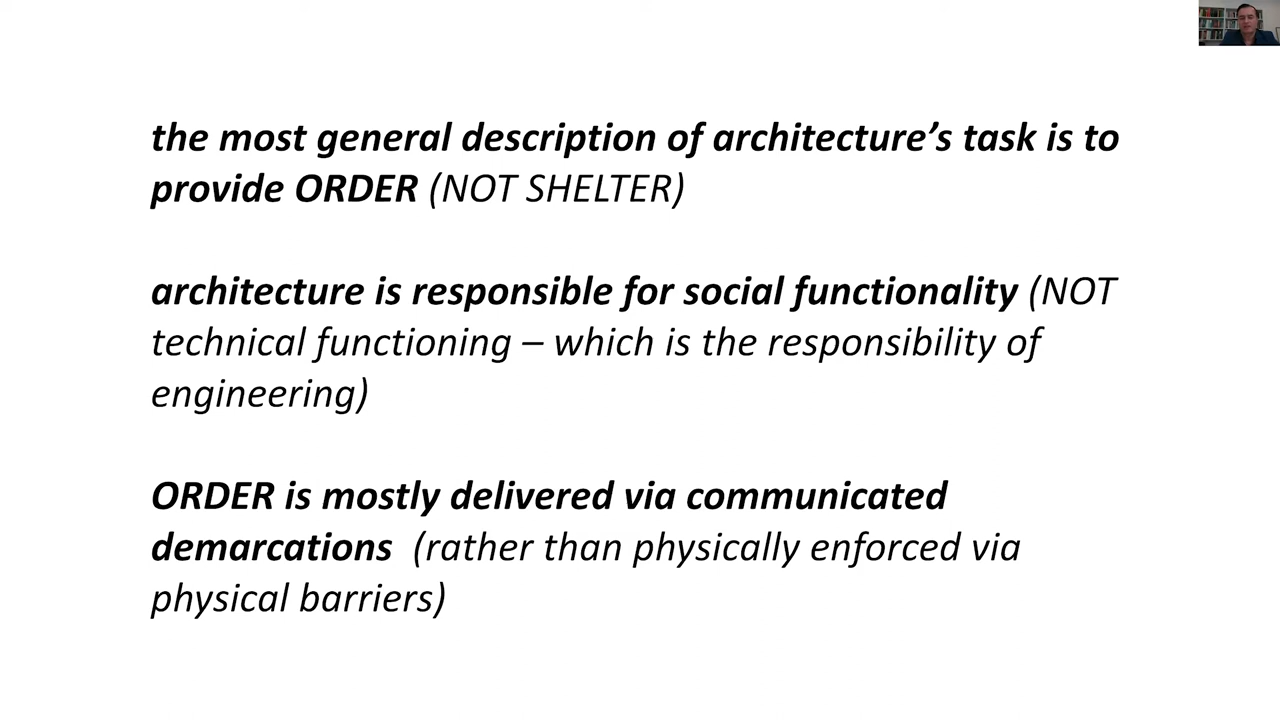 the most general description of architecture’s task is to
provide ORDER (NOT SHELTER)
architecture is responsible for social functionality (NOT
technical functioning – which is the responsibility of
engineering)
ORDER is mostly delivered via communicated
demarcations  (rather than physically enforced via
physical barriers)